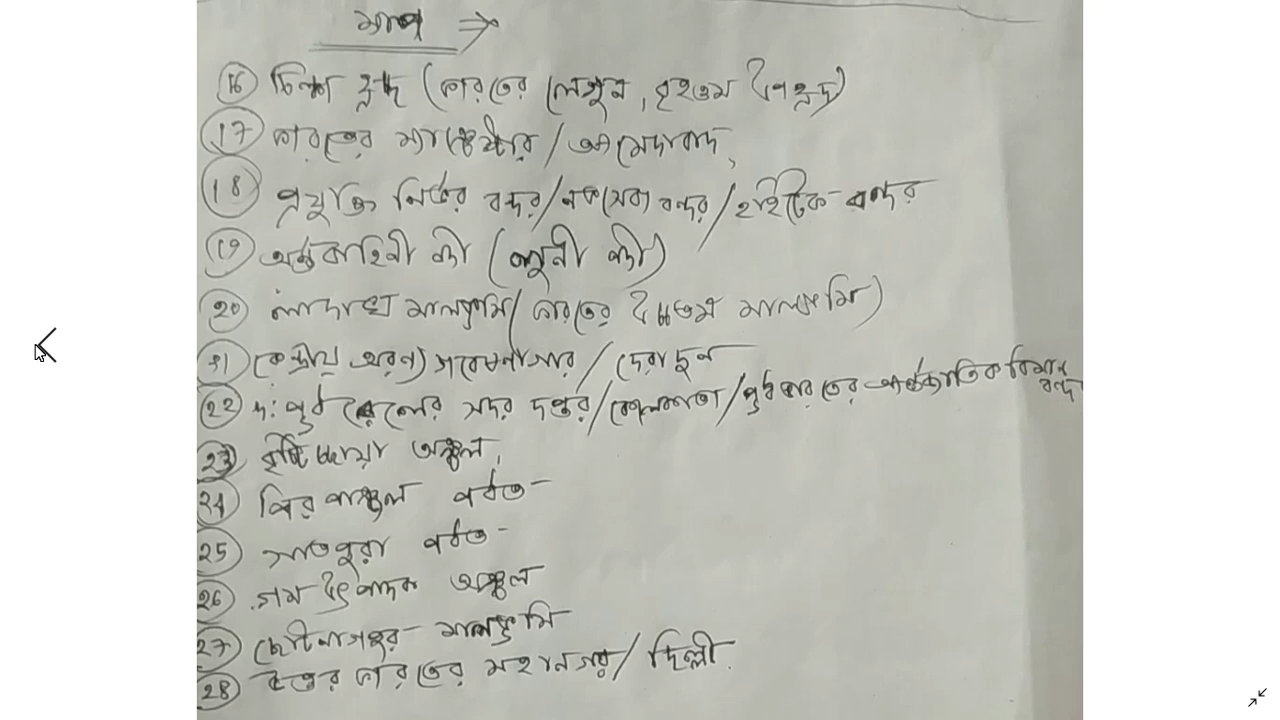 ম্যাপ →
16 চিল্কা হ্রদ (ভারতের লেগুন, বৃহত্তম উপহ্রদ)
17 ভারতের ম্যাঞ্চেস্টার / আমেদাবাদ,
18 প্রযুক্তি নির্ভর বন্দর/নভসেবা বন্দর/হাইটেক- বন্দর
19 অন্তর্বাহিনী নদী (লুনী নদী)
20 লাদাখ মালভূমি/ ভারতের উচ্চতম মালভূমি)
21 কেন্দ্রীয় অরণ্য গবেষণাগার / দেরাদুন
22 দ: পূর্ব রেলের সদর দপ্তর/কোলকাতা/পূর্ব ভারতের আন্তর্জাতিক বিমান বন্দর
23 বৃষ্টিচ্ছায়া অঞ্চল,
24 পিরপাঞ্জাল পর্বত-
25 সাতপুরা পর্বত-
26 গম উৎপাদক অঞ্চল
27 ছোটনাগপুর- মালভূমি
28 উত্তর ভারতের মহানগর/ দিল্লী.